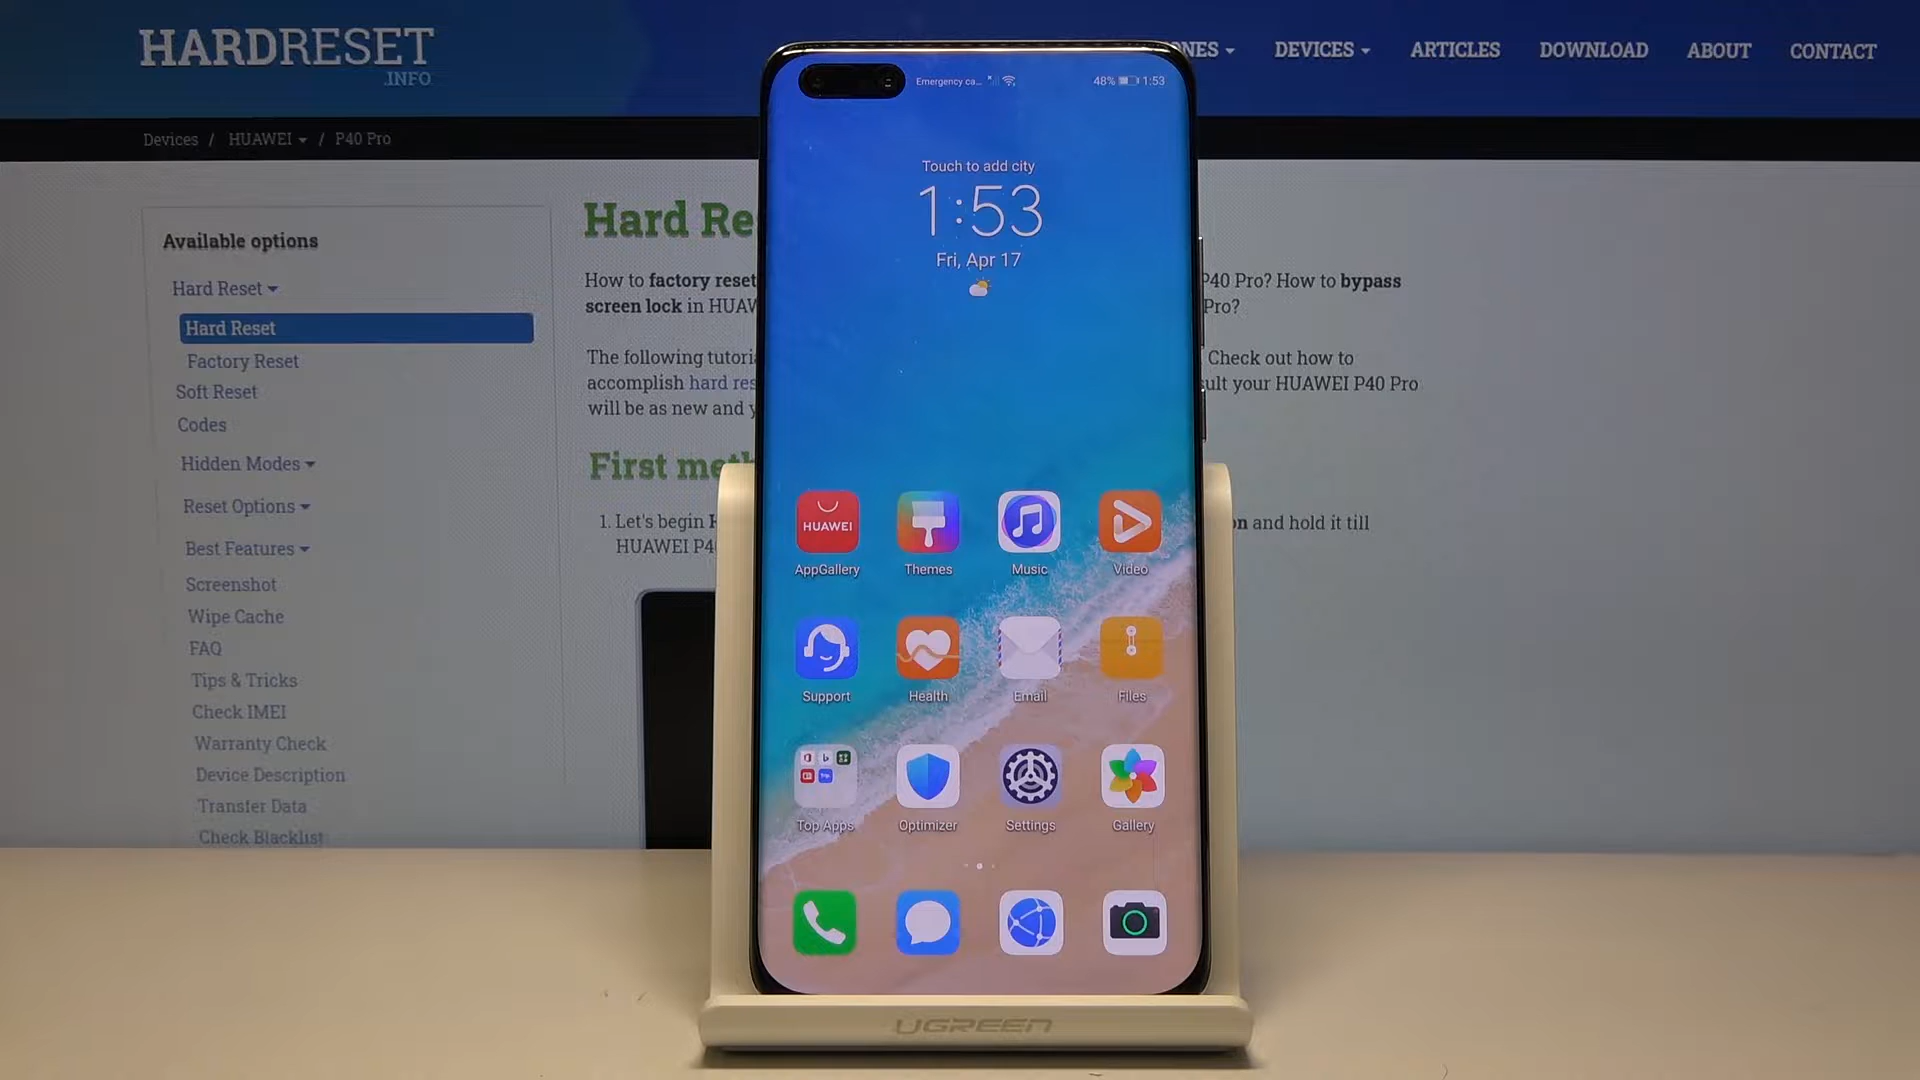 HARDRESET
.INFO
DEVICES
ARTICLES
DOWNLOAD
ABOUT
CONTACT
Devices / HUAWEI / P40 Pro
Available options
Hard Reset
Hard Reset
Factory Reset
Soft Reset
Codes
Hidden Modes
Reset Options
Best Features
Screenshot
Wipe Cache
FAQ
Tips & Tricks
Check IMEI
Warranty Check
Device Description
Transfer Data
Check Blacklist
Hard Re
How to factory reset
P40 Pro? How to bypass
screen lock in HUAW
Pro?
The following tutori
Check out how to
accomplish hard res
sult your HUAWEI P40 Pro
will be as new and y
First meth
1. Let's begin H
on and hold it till
HUAWEI P4
Emergency ca...
48% 1:53
Touch to add city
1:53
Fri, Apr 17
HUAWEI
AppGallery
Themes
Music
Video
Support
Health
Email
Files
Top Apps
Optimizer
Settings
Gallery
UGREEN